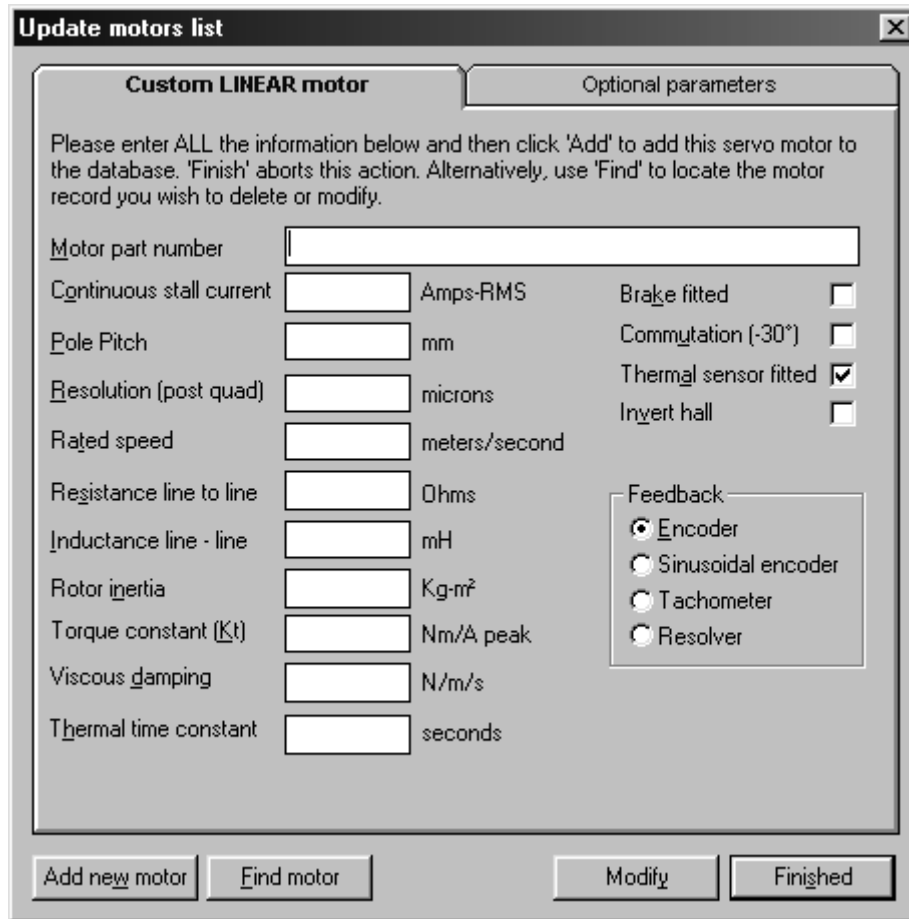 Update motors list
Custom LINEAR motor
Optional parameters
Please enter ALL the information below and then click 'Add' to add this servo motor to
the database. 'Finish' aborts this action. Alternatively, use 'Find' to locate the motor
record you wish to delete or modify.
Motor part number
Continuous stall current Amps-RMS
Pole Pitch mm
Resolution (post quad) microns
Rated speed meters/second
Resistance line to line Ohms
Inductance line - line mH
Rotor inertia Kg-m²
Torque constant (Kt) Nm/A peak
Viscous damping N/m/s
Thermal time constant seconds
Brake fitted
Commutation (-30°)
Thermal sensor fitted
Invert hall
Feedback
Encoder
Sinusoidal encoder
Tachometer
Resolver
Add new motor
Find motor
Modify
Finished